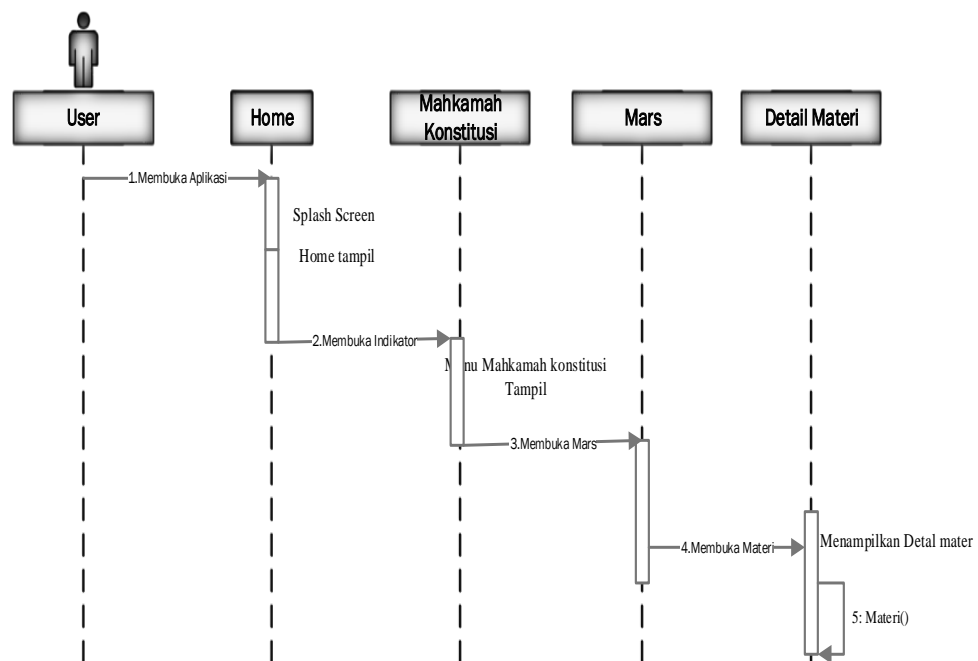 User
Home
Mahkamah
Konstitusi
Mars
Detail Materi
1.Membuka Aplikasi
Splash Screen
Home tampil
2.Membuka Indikator
Mahkamah konstitusi
Tampil
3.Membuka Mars
4.Membuka Materi
Menampilkan Detal mater
5: Materi()